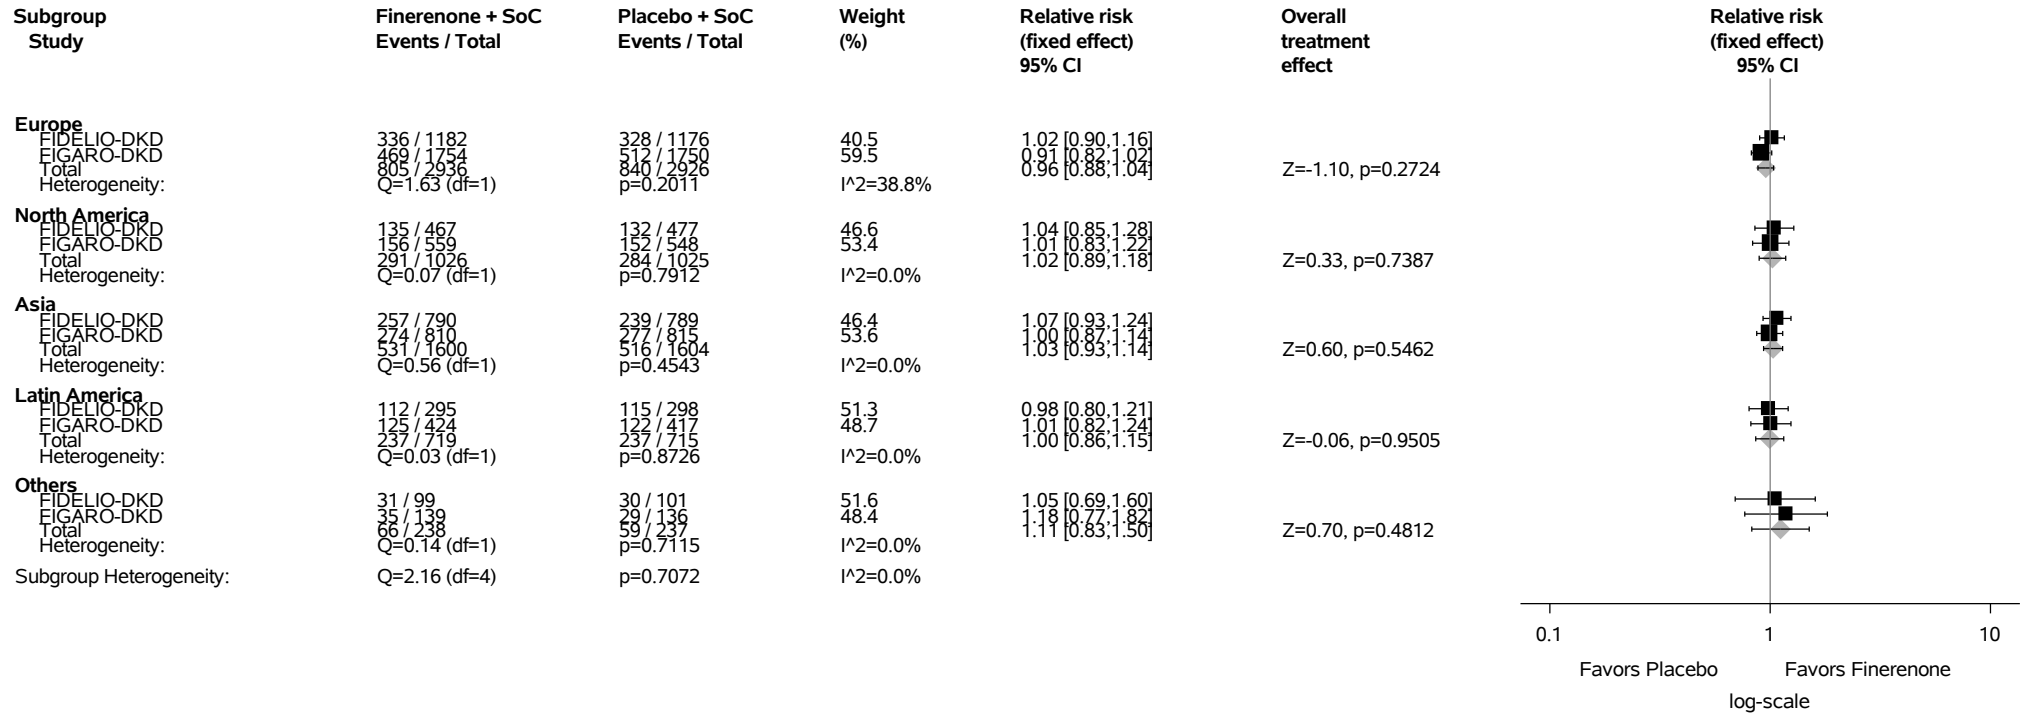 Subgroup Finerenone + SoC Placebo + SoC Weight Relative risk Overall Relative risk
Study Events / Total Events / Total (%) (fixed effect) treatment (fixed effect)
95% CI effect 95% CI
Europe
FIDELIO-DKD 336 / 1182 328 / 1176 40.5 1.02 [0.90,1.16]
FIGARO-DKD 469 / 1754 512 / 1750 59.5 0.91 [0.82,1.02]
Total 805 / 2936 840 / 2926 0.96 [0.88,1.04] Z=-1.10, p=0.2724
Heterogeneity: Q=1.63 (df=1) p=0.2011 I^2=38.8%
North America
FIDELIO-DKD 135 / 467 132 / 477 46.6 1.04 [0.85,1.28]
FIGARO-DKD 156 / 559 152 / 548 53.4 1.01 [0.83,1.22]
Total 291 / 1026 284 / 1025 1.02 [0.89,1.18] Z=0.33, p=0.7387
Heterogeneity: Q=0.07 (df=1) p=0.7912 I^2=0.0%
Asia
FIDELIO-DKD 257 / 790 239 / 789 46.4 1.07 [0.93,1.24]
FIGARO-DKD 274 / 810 277 / 815 53.6 1.00 [0.87,1.14]
Total 531 / 1600 516 / 1604 1.03 [0.93,1.14] Z=0.60, p=0.5462
Heterogeneity: Q=0.56 (df=1) p=0.4543 I^2=0.0%
Latin America
FIDELIO-DKD 112 / 295 115 / 298 51.3 0.98 [0.80,1.21]
FIGARO-DKD 125 / 424 122 / 417 48.7 1.01 [0.82,1.24]
Total 237 / 719 237 / 715 1.00 [0.86,1.15] Z=-0.06, p=0.9505
Heterogeneity: Q=0.03 (df=1) p=0.8726 I^2=0.0%
Others
FIDELIO-DKD 31 / 99 30 / 101 51.6 1.05 [0.69,1.60]
FIGARO-DKD 35 / 139 29 / 136 48.4 1.18 [0.77,1.82]
Total 66 / 238 59 / 237 1.11 [0.83,1.50] Z=0.70, p=0.4812
Heterogeneity: Q=0.14 (df=1) p=0.7115 I^2=0.0%
Subgroup Heterogeneity: Q=2.16 (df=4) p=0.7072 I^2=0.0%
0.1 1 10
Favors Placebo Favors Finerenone
log-scale